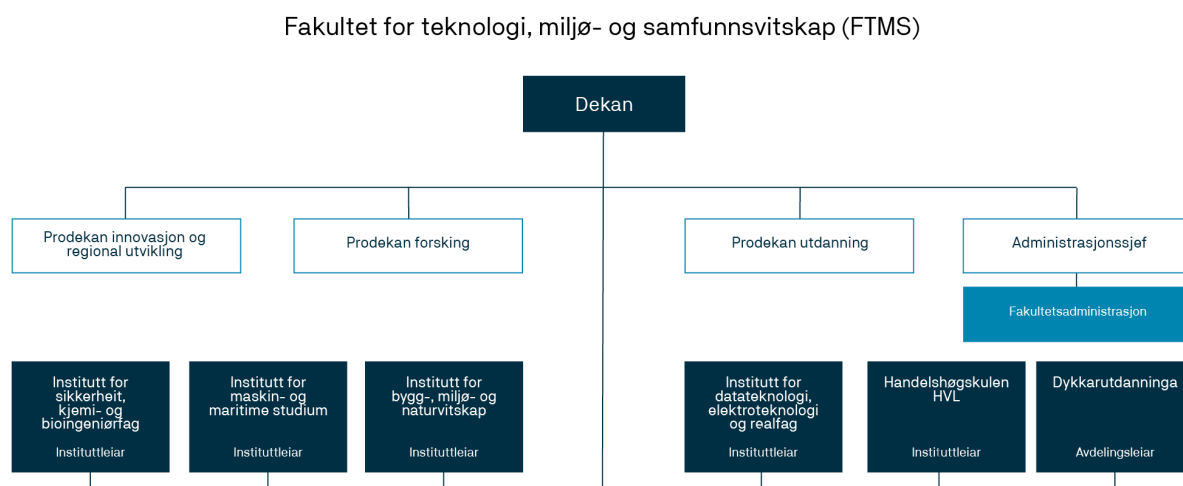 Fakultet for teknologi, miljø- og samfunnsvitskap (FTMS)
Dekan
Prodekan innovasjon og
regional utvikling
Prodekan forsking
Prodekan utdanning
Administrasjonssjef
Fakultetsadministrasjon
Institutt for
sikkerheit,
kjemi- og
bioingeniørfag
Instituttleiar
Institutt for
maskin- og
maritime studium
Instituttleiar
Institutt for
bygg-, miljø- og
naturvitskap
Instituttleiar
Institutt for
datateknologi,
elektroteknologi
og realfag
Instituttleiar
Handelshøgskulen
HVL
Instituttleiar
Dykkarutdanninga
Avdelingsleiar